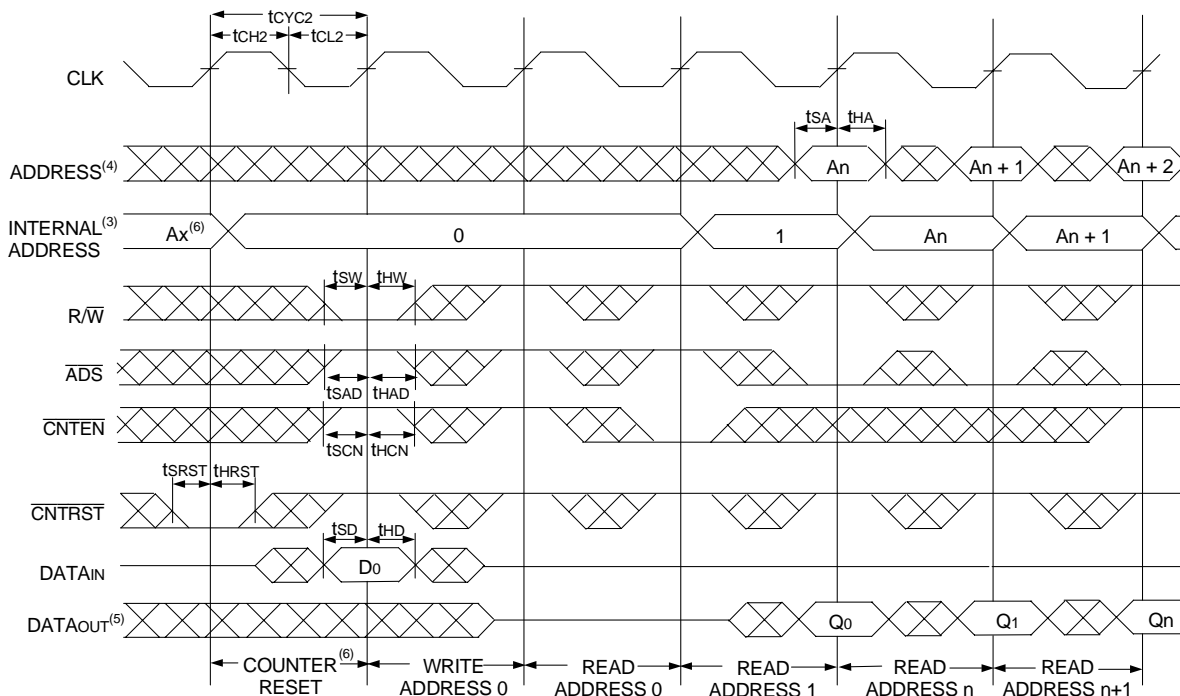 tCYC2
tCH2 tCL2
CLK
tSA tHA
ADDRESS(4) An An + 1 An + 2
INTERNAL(3)
ADDRESS Ax(6) 0 1 An An + 1
tSW tHW
R/W
ADS
tSAD tHAD
CNTEN
tSCN tHCN
tSRST tHRST
CNTRST
tSD tHD
DATAIN D0
DATAOUT(5) Q0 Q1 Qn
COUNTER(6) WRITE READ READ READ READ
RESET ADDRESS 0 ADDRESS 0 ADDRESS 1 ADDRESS n ADDRESS n+1